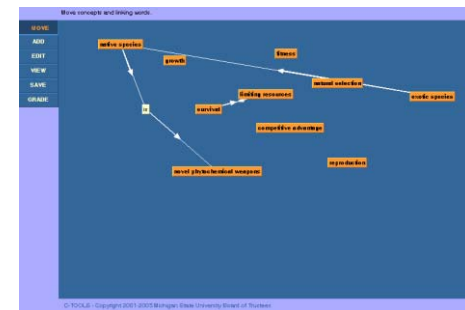 Move concepts and linking words.
MOVE
ADD
EDIT
VIEW
SAVE
GRADE
native species
fitness
growth
natural selection
limiting resources
exotic species
survival
competitive advantage
reproduction
novel phytochemical weapons
C-TOOLS - Copyright 2001-2005 Michigan State University Board of Trustees